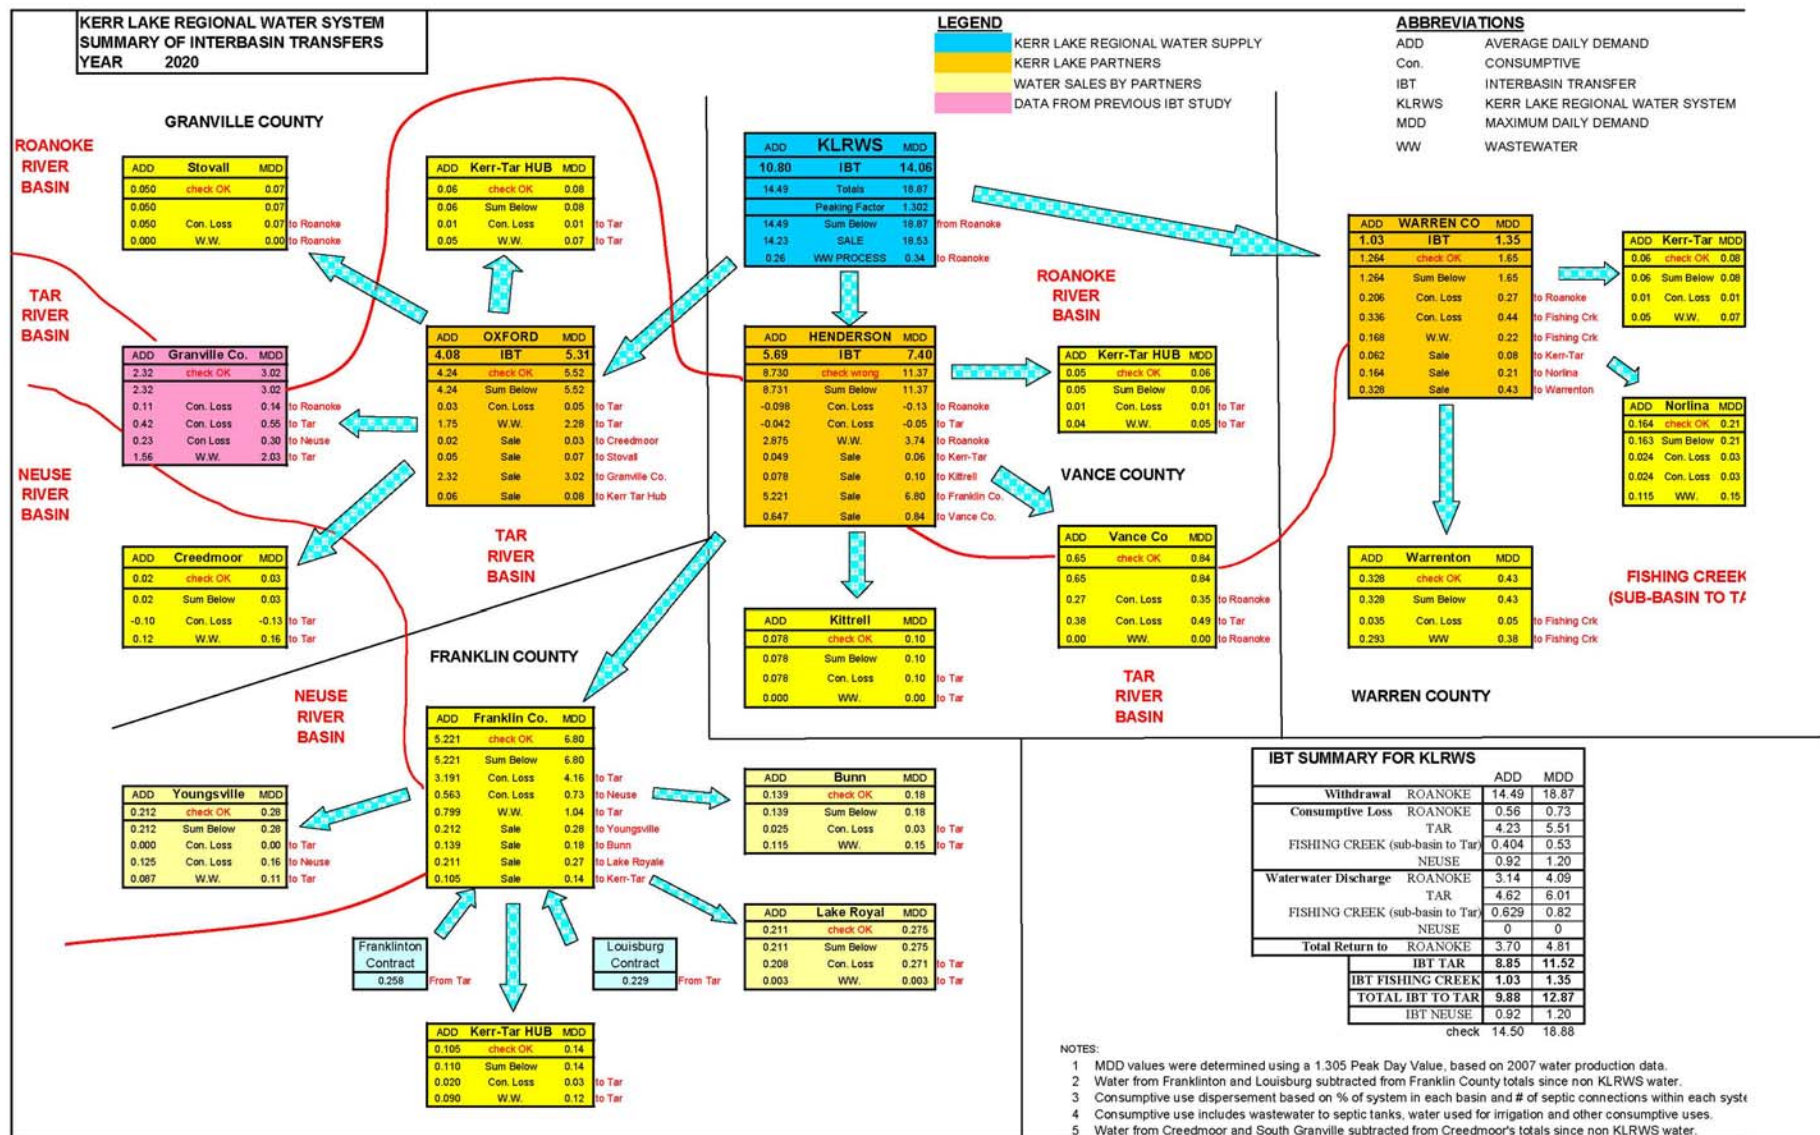 KERR LAKE REGIONAL WATER SYSTEM
SUMMARY OF INTERBASIN TRANSFERS
YEAR 2020
LEGEND
KERR LAKE REGIONAL WATER SUPPLY
KERR LAKE PARTNERS
WATER SALES BY PARTNERS
DATA FROM PREVIOUS IBT STUDY
ABBREVIATIONS
ADD AVERAGE DAILY DEMAND
Con. CONSUMPTIVE
IBT INTERBASIN TRANSFER
KLRWS KERR LAKE REGIONAL WATER SYSTEM
MDD MAXIMUM DAILY DEMAND
WW WASTEWATER
GRANVILLE COUNTY
ROANOKE
RIVER
BASIN
ADD Stovall MDD
0.050 check OK 0.07
0.050 0.07
0.050 Con. Loss 0.07 to Roanoke
0.000 W.W. 0.00 to Roanoke
ADD Kerr-Tar HUB MDD
0.06 check OK 0.08
0.06 Sum Below 0.08
0.01 Con. Loss 0.01 to Tar
0.05 W.W. 0.07 to Tar
ADD KLRWS MDD
10.80 IBT 14.06
14.49 Totals 18.87
Peaking Factor 1.302
14.49 Sum Below 18.87 from Roanoke
14.23 SALE 18.53
0.26 WW PROCESS 0.34 to Roanoke
ROANOKE
RIVER
BASIN
ADD WARREN CO MDD
1.03 IBT 1.35
1.264 check OK 1.65
1.264 Sum Below 1.65
0.206 Con. Loss 0.27 to Roanoke
0.336 Con. Loss 0.44 to Fishing Crk
0.168 W.W. 0.22 to Fishing Crk
0.062 Sale 0.08 to Kerr-Tar
0.164 Sale 0.21 to Norlina
0.328 Sale 0.43 to Warrenton
ADD Kerr-Tar MDD
0.06 check OK 0.08
0.06 Sum Below 0.08
0.01 Con. Loss 0.01
0.05 W.W. 0.07
TAR
RIVER
BASIN
ADD Granville Co. MDD
2.32 check OK 3.02
2.32 3.02
0.11 Con. Loss 0.14 to Roanoke
0.42 Con. Loss 0.55 to Tar
0.23 Con Loss 0.30 to Neuse
1.56 W.W. 2.03 to Tar
ADD OXFORD MDD
4.08 IBT 5.31
4.24 check OK 5.52
4.24 Sum Below 5.52
0.03 Con. Loss 0.05 to Tar
1.75 W.W. 2.28 to Tar
0.02 Sale 0.03 to Creedmoor
0.05 Sale 0.07 to Stovall
2.32 Sale 3.02 to Granville Co.
0.06 Sale 0.08 to Kerr Tar Hub
ADD HENDERSON MDD
5.69 IBT 7.40
8.730 check wrong 11.37
8.731 Sum Below 11.37
-0.098 Con. Loss -0.13 to Roanoke
-0.042 Con. Loss -0.05 to Tar
2.875 W.W. 3.74 to Roanoke
0.049 Sale 0.06 to Kerr-Tar
0.078 Sale 0.10 to Kittrell
5.221 Sale 6.80 to Franklin Co.
0.647 Sale 0.84 to Vance Co.
ADD Kerr-Tar HUB MDD
0.05 check OK 0.06
0.05 Sum Below 0.06
0.01 Con. Loss 0.01 to Tar
0.04 W.W. 0.05 to Tar
ADD Norlina MDD
0.164 check OK 0.21
0.163 Sum Below 0.21
0.024 Con. Loss 0.03
0.024 Con. Loss 0.03
0.115 WW. 0.15
NEUSE
RIVER
BASIN
VANCE COUNTY
TAR
RIVER
BASIN
ADD Creedmoor MDD
0.02 check OK 0.03
0.02 Sum Below 0.03
-0.10 Con. Loss -0.13 to Tar
0.12 W.W. 0.16 to Tar
ADD Vance Co MDD
0.65 check OK 0.84
0.65 0.84
0.27 Con. Loss 0.35 to Roanoke
0.38 Con. Loss 0.49 to Tar
0.00 WW. 0.00 to Roanoke
ADD Warrenton MDD
0.328 check OK 0.43
0.328 Sum Below 0.43
0.035 Con. Loss 0.05 to Fishing Crk
0.293 WW 0.38 to Fishing Crk
FISHING CREEK
(SUB-BASIN TO TA
ADD Kittrell MDD
0.078 check OK 0.10
0.078 Sum Below 0.10
0.078 Con. Loss 0.10 to Tar
0.000 WW. 0.00 to Tar
FRANKLIN COUNTY
NEUSE
RIVER
BASIN
TAR
RIVER
BASIN
WARREN COUNTY
ADD Franklin Co. MDD
5.221 check OK 6.80
5.221 Sum Below 6.80
3.191 Con. Loss 4.16 to Tar
0.563 Con. Loss 0.73 to Neuse
0.799 W.W. 1.04 to Tar
0.212 Sale 0.28 to Youngsville
0.139 Sale 0.18 to Bunn
0.211 Sale 0.27 to Lake Royale
0.105 Sale 0.14 to Kerr-Tar
ADD Youngsville MDD
0.212 check OK 0.28
0.212 Sum Below 0.28
0.000 Con. Loss 0.00 to Tar
0.125 Con. Loss 0.16 to Neuse
0.087 W.W. 0.11 to Tar
ADD Bunn MDD
0.139 check OK 0.18
0.139 Sum Below 0.18
0.025 Con. Loss 0.03 to Tar
0.115 WW. 0.15 to Tar
ADD Lake Royal MDD
0.211 check OK 0.275
0.211 Sum Below 0.275
0.208 Con. Loss 0.271 to Tar
0.003 WW. 0.003 to Tar
Franklinton
Contract
0.258 From Tar
Louisburg
Contract
0.229 From Tar
ADD Kerr-Tar HUB MDD
0.105 check OK 0.14
0.110 Sum Below 0.14
0.020 Con. Loss 0.03 to Tar
0.090 W.W. 0.12 to Tar
IBT SUMMARY FOR KLRWS
ADD MDD
Withdrawal ROANOKE 14.49 18.87
Consumptive Loss ROANOKE 0.56 0.73
TAR 4.23 5.51
FISHING CREEK (sub-basin to Tar) 0.404 0.53
NEUSE 0.92 1.20
Waterwater Discharge ROANOKE 3.14 4.09
TAR 4.62 6.01
FISHING CREEK (sub-basin to Tar) 0.629 0.82
NEUSE 0 0
Total Return to ROANOKE 3.70 4.81
IBT TAR 8.85 11.52
IBT FISHING CREEK 1.03 1.35
TOTAL IBT TO TAR 9.88 12.87
IBT NEUSE 0.92 1.20
check 14.50 18.88
NOTES:
1 MDD values were determined using a 1.305 Peak Day Value, based on 2007 water production data.
2 Water from Franklinton and Louisburg subtracted from Franklin County totals since non KLRWS water.
3 Consumptive use dispersement based on % of system in each basin and # of septic connections within each syste
4 Consumptive use includes wastewater to septic tanks, water used for irrigation and other consumptive uses.
5 Water from Creedmoor and South Granville subtracted from Creedmoor's totals since non KLRWS water.